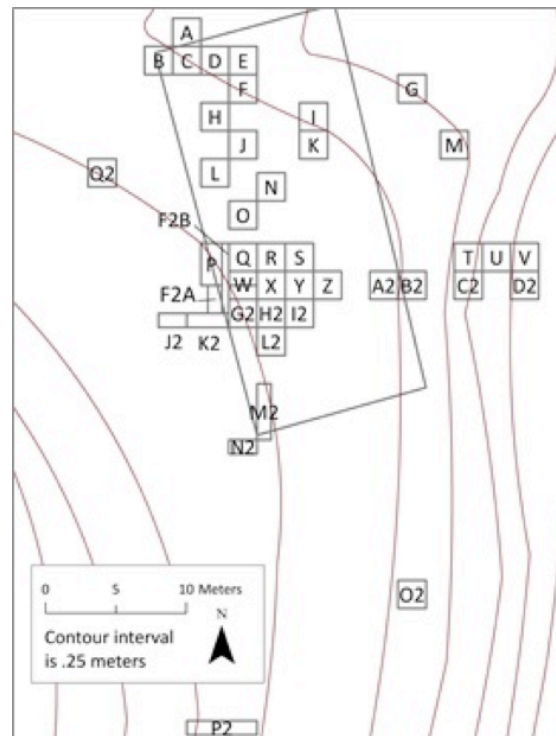 A
B C D E
F
G
H I
J K M
L
Q2
N
O
F2B
P Q R S T U V
W X Y Z A2 B2 C2 D2
F2A
G2 H2 I2
J2 K2 L2
M2
N2
0 5 10 Meters
N
Contour interval
is .25 meters
O2
P2